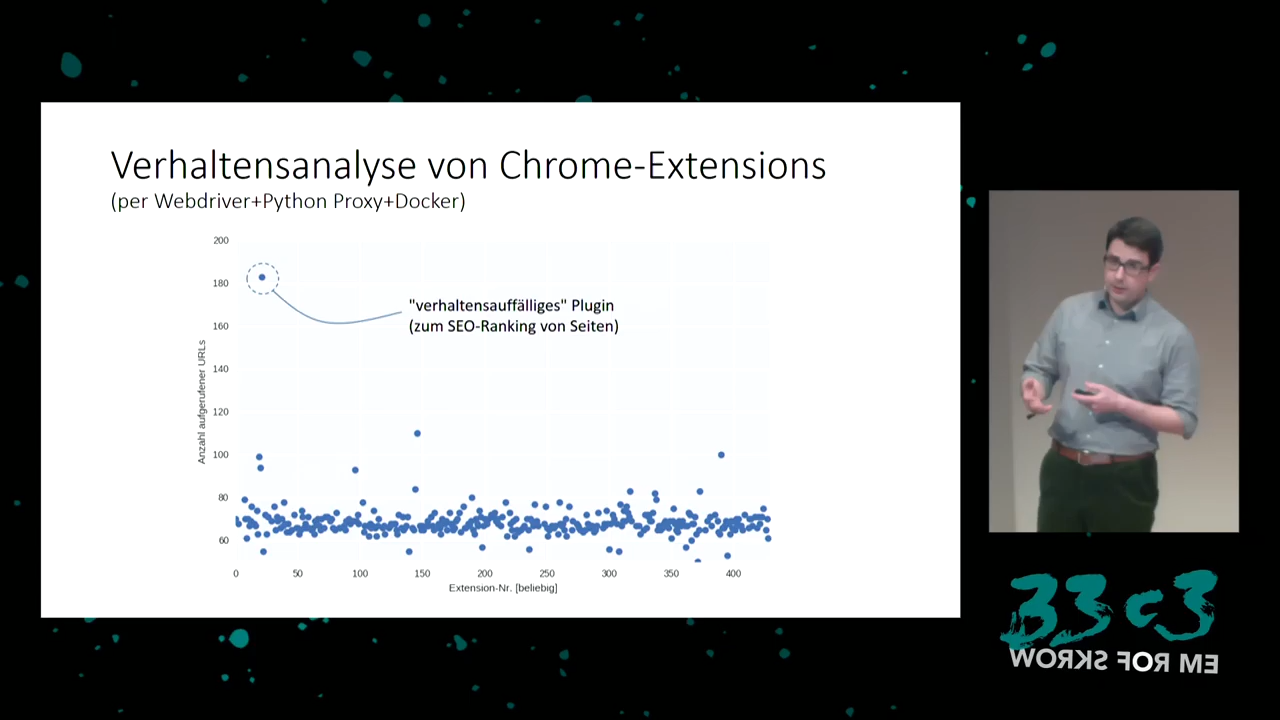 Verhaltensanalyse von Chrome-Extensions
(per Webdriver+Python Proxy+Docker)
200
180
160
140
120
100
80
60
Anzahl aufgerufener URLs
"verhaltensauffälliges" Plugin
(zum SEO-Ranking von Seiten)
0 50 100 150 200 250 300 350 400
Extension-Nr. [beliebig]
33c3
WORKS FOR ME